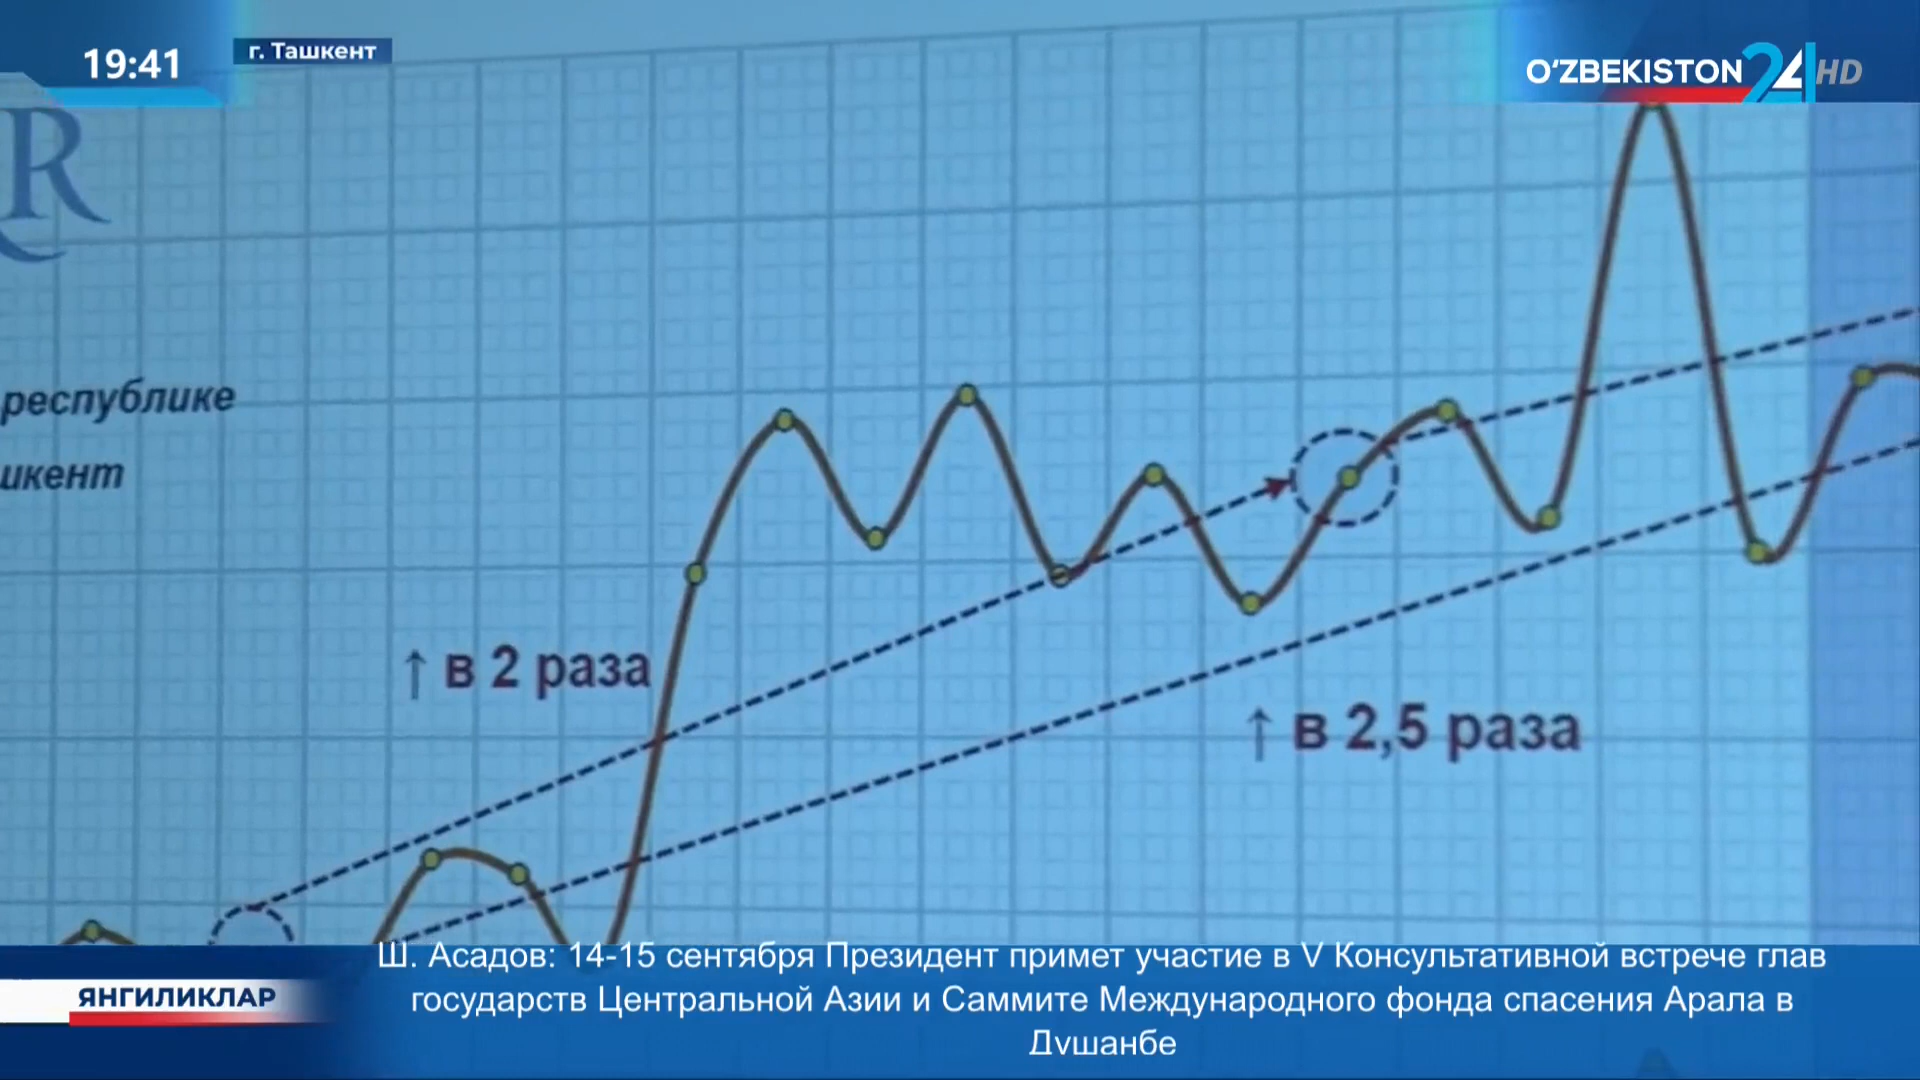 19:41
г. Ташкент
O‘ZBEKISTON 24 HD
R
республике
икент
↑ в 2 раза
↑ в 2,5 раза
ЯНГИЛИКЛАР
Ш. Асадов: 14-15 сентября Президент примет участие в V Консультативной встрече глав
государств Центральной Азии и Саммите Международного фонда спасения Арала в
Душанбе